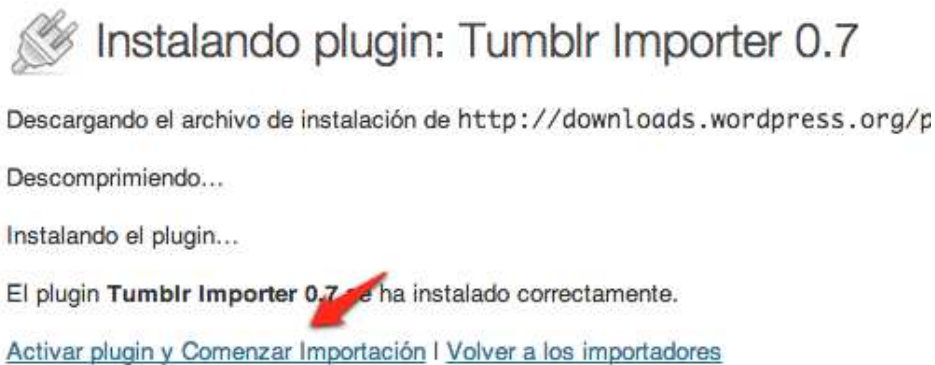 Instalando plugin: Tumblr Importer 0.7
Descargando el archivo de instalación de http://downloads.wordpress.org/p
Descomprimiendo...
Instalando el plugin...
El plugin Tumblr Importer 0.7 se ha instalado correctamente.
Activar plugin y Comenzar Importación | Volver a los importadores